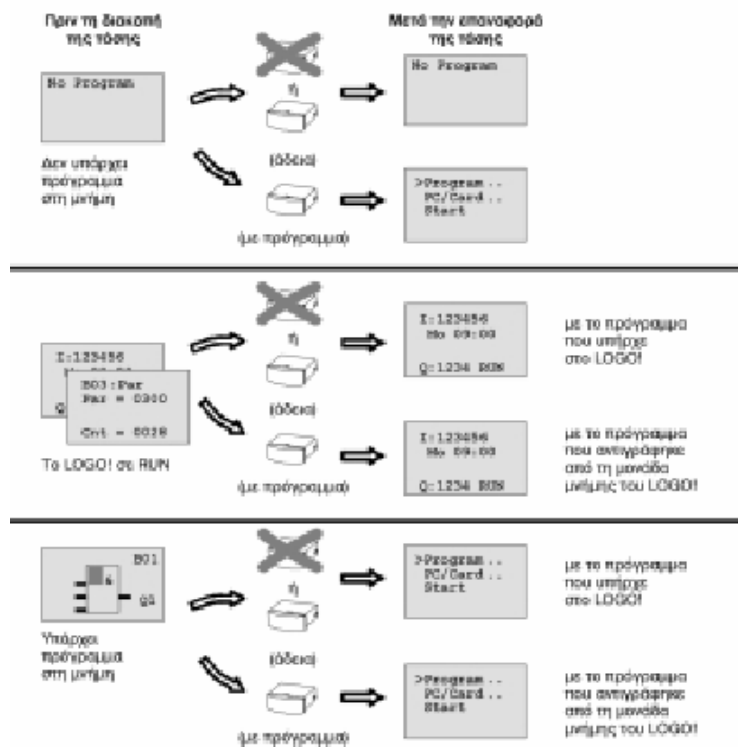 Πριν τη διακοπή
της τάσης
Μετά την επαναφορά
της τάσης
No Program
ή
No Program
Δεν υπάρχει
πρόγραμμα
στη μνήμη
(άδεια)
>Program..
PC/Card..
Start
(με πρόγραμμα)
I:123456
Mo 09:00
Q:1234 RUN
ή
με το πρόγραμμα
που υπήρχε
στο LOGO!
I:123456
B03:Par
Par = 0300
Cnt = 0028
(άδεια)
Το LOGO! σε RUN
I:123456
Mo 09:00
Q:1234 RUN
με το πρόγραμμα
που αντιγράφηκε
από τη μονάδα
μνήμης του LOGO!
(με πρόγραμμα)
B01
&
Q1
ή
>Program..
PC/Card..
Start
με το πρόγραμμα
που υπήρχε
στο LOGO!
Υπάρχει
πρόγραμμα
στη μνήμη
(άδεια)
>Program..
PC/Card..
Start
με το πρόγραμμα
που αντιγράφηκε
από τη μονάδα
μνήμης του LOGO!
(με πρόγραμμα)